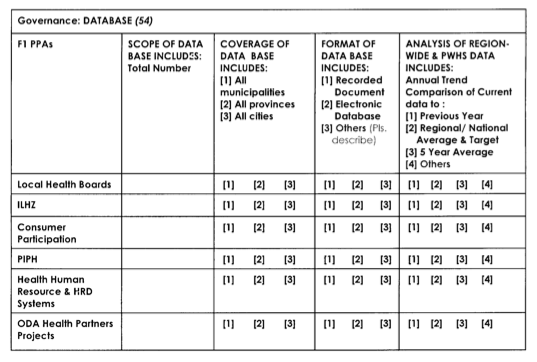 Governance: DATABASE (54)
F1 PPAs
SCOPE OF DATA
BASE INCLUDES:
Total Number
COVERAGE OF
DATA BASE
INCLUDES:
[1] All
municipalities
[2] All provinces
[3] All cities
FORMAT OF
DATA BASE
INCLUDES:
[1] Recorded
Document
[2] Electronic
Database
[3] Others (Pls.
describe)
ANALYSIS OF REGION-
WIDE & PWHS DATA
INCLUDES:
Annual Trend
Comparison of Current
data to :
[1] Previous Year
[2] Regional/ National
Average & Target
[3] 5 Year Average
[4] Others
Local Health Boards [1] [2] [3] [1] [2] [3] [1] [2] [3] [4]
ILHZ [1] [2] [3] [1] [2] [3] [1] [2] [3] [4]
Consumer [1] [2] [3] [1] [2] [3] [1] [2] [3] [4]
Participation
PIPH [1] [2] [3] [1] [2] [3] [1] [2] [3] [4]
Health Human [1] [2] [3] [1] [2] [3] [1] [2] [3] [4]
Resource & HRD
Systems
ODA Health Partners [1] [2] [3] [1] [2] [3] [1] [2] [3] [4]
Projects